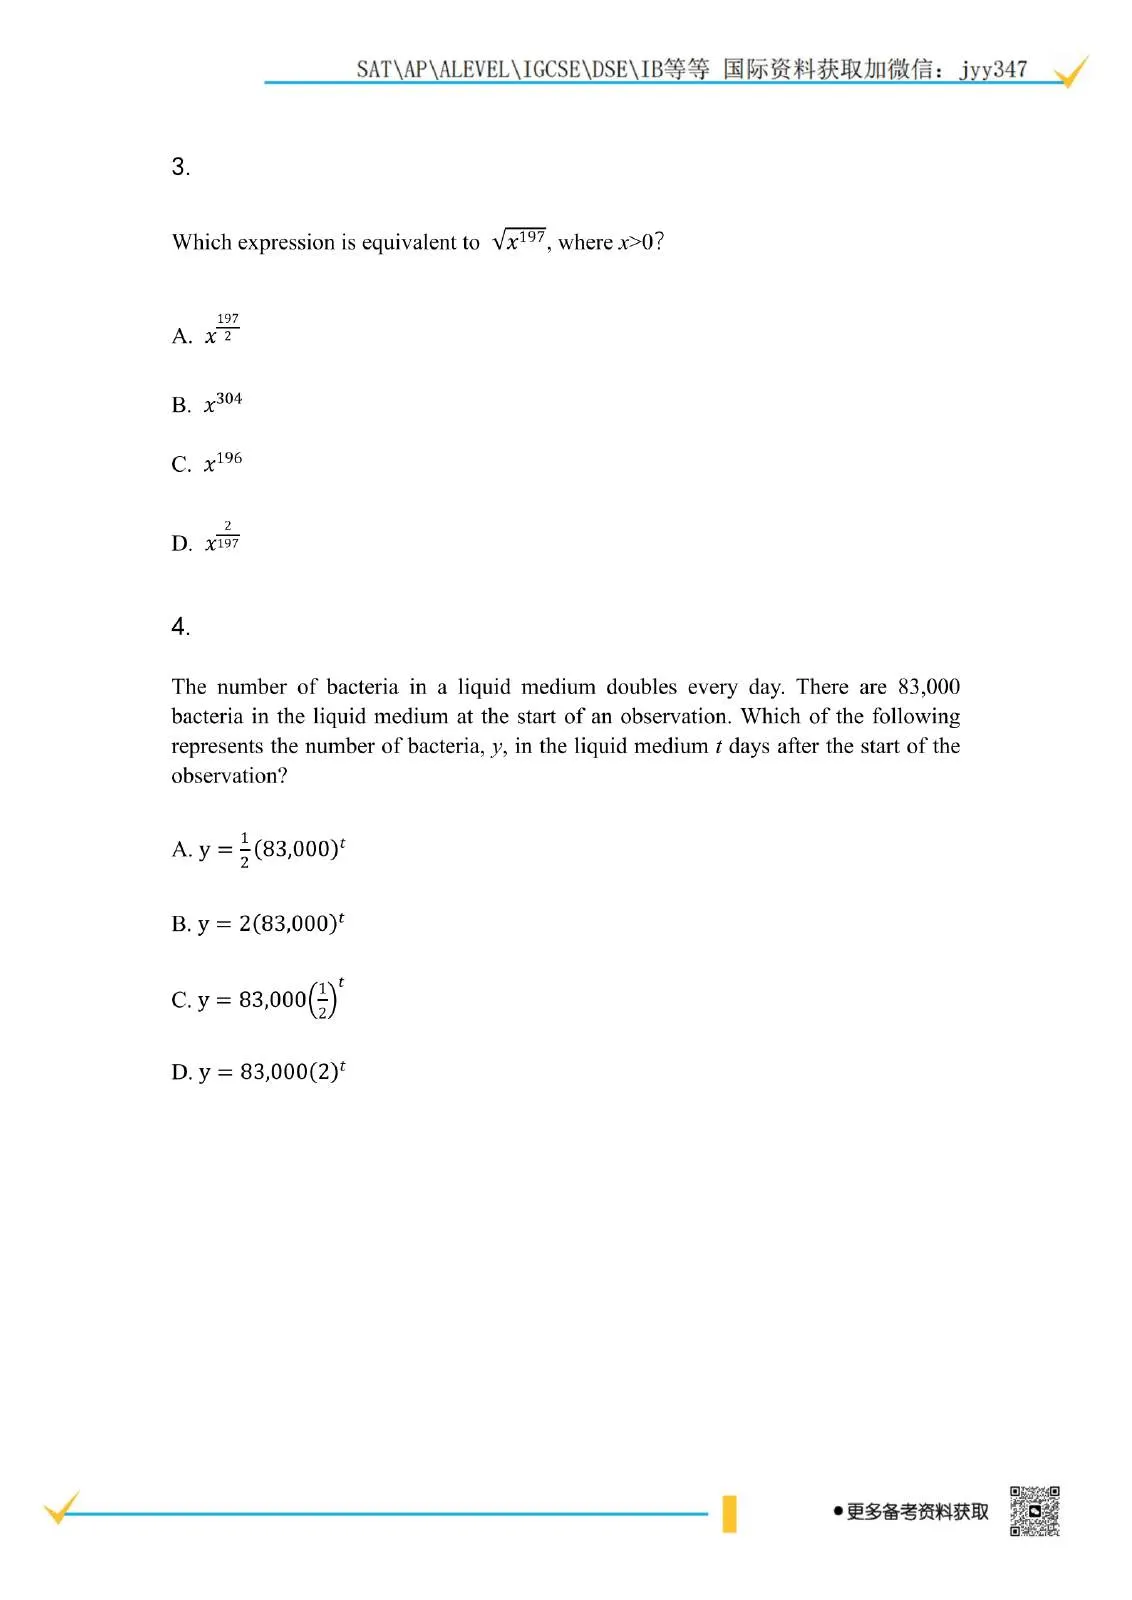 SAT\AP\ALEVEL\IGCSE\DSE\IB等等 国际资料获取加微信：jyy347
3.
Which expression is equivalent to √x^197, where x>0?
A. x^(197/2)
B. x^304
C. x^196
D. x^(2/197)
4.
The number of bacteria in a liquid medium doubles every day. There are 83,000
bacteria in the liquid medium at the start of an observation. Which of the following
represents the number of bacteria, y, in the liquid medium t days after the start of the
observation?
A. y = 1/2(83,000)^t
B. y = 2(83,000)^t
C. y = 83,000(1/2)^t
D. y = 83,000(2)^t
●更多备考资料获取